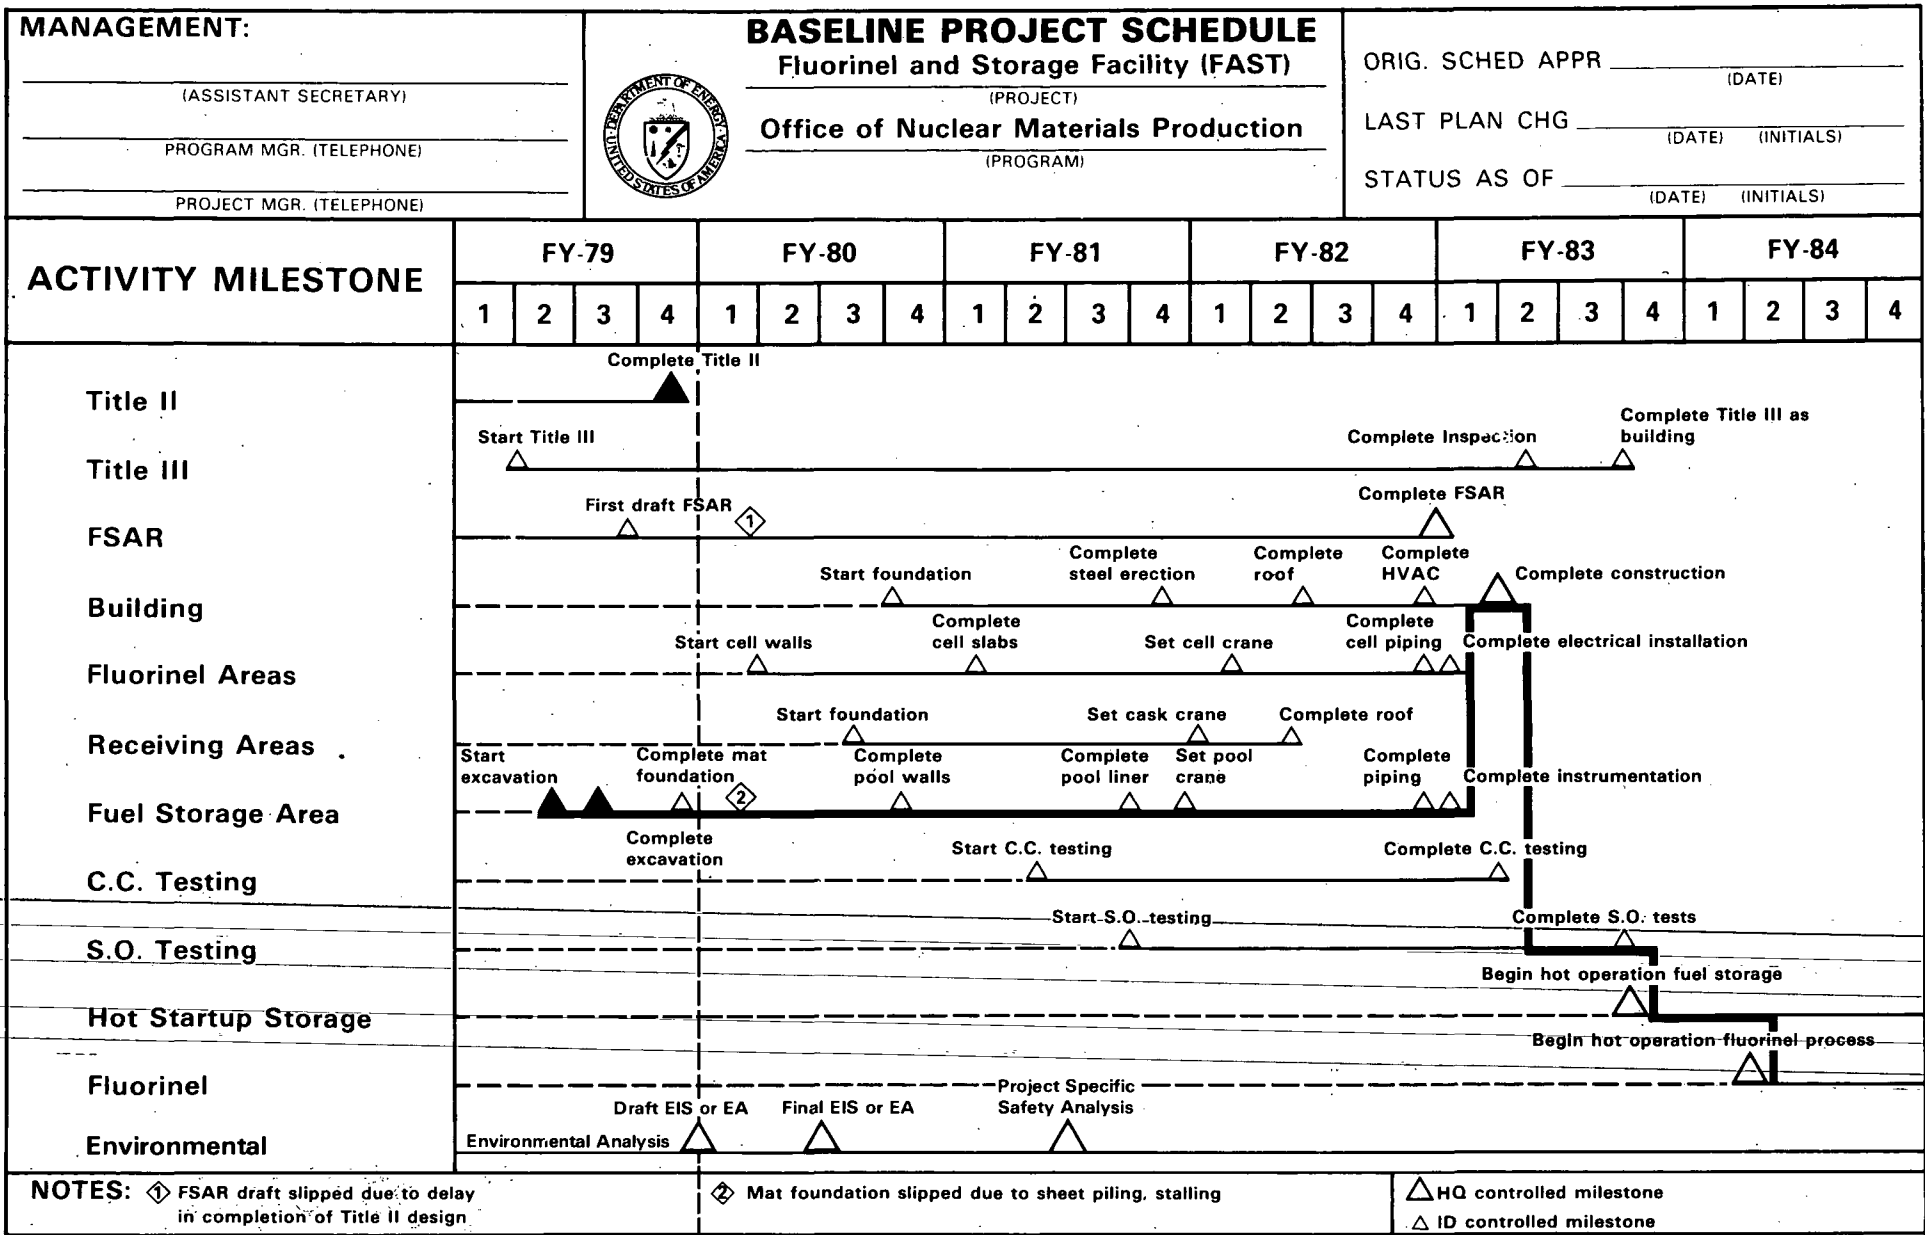 MANAGEMENT:
(ASSISTANT SECRETARY)
PROGRAM MGR. (TELEPHONE)
PROJECT MGR. (TELEPHONE)
DEPARTMENT OF ENERGY
UNITED STATES OF AMERICA
BASELINE PROJECT SCHEDULE
Fluorinel and Storage Facility (FAST)
(PROJECT)
Office of Nuclear Materials Production
(PROGRAM)
ORIG. SCHED APPR
(DATE)
LAST PLAN CHG
(DATE) (INITIALS)
STATUS AS OF
(DATE) (INITIALS)
ACTIVITY MILESTONE
FY-79 FY-80 FY-81 FY-82 FY-83 FY-84
1 2 3 4 1 2 3 4 1 2 3 4 1 2 3 4 1 2 3 4 1 2 3 4
Complete Title II
Title II
Complete Title III as
building
Start Title III
Complete Inspection
Title III
First draft FSAR
1
Complete FSAR
FSAR
Start foundation
Complete
steel erection
Complete
roof
Complete
HVAC
Complete construction
Building
Start cell walls
Complete
cell slabs
Set cell crane
Complete
cell piping
Complete electrical installation
Fluorinel Areas
Start foundation
Set cask crane
Complete roof
Receiving Areas
Start
excavation
Complete mat
foundation
2
Complete
pool walls
Complete
pool liner
Set pool
crane
Complete
piping
Complete instrumentation
Fuel Storage Area
Complete
excavation
Start C.C. testing
Complete C.C. testing
C.C. Testing
Start S.O. testing
Complete S.O. tests
S.O. Testing
Begin hot operation fuel storage
Hot Startup Storage
Begin hot operation fluorinel process
Fluorinel
Project Specific
Safety Analysis
Draft EIS or EA
Final EIS or EA
Environmental Analysis
Environmental
NOTES: 1 FSAR draft slipped due to delay
in completion of Title II design
2 Mat foundation slipped due to sheet piling, stalling
HQ controlled milestone
ID controlled milestone